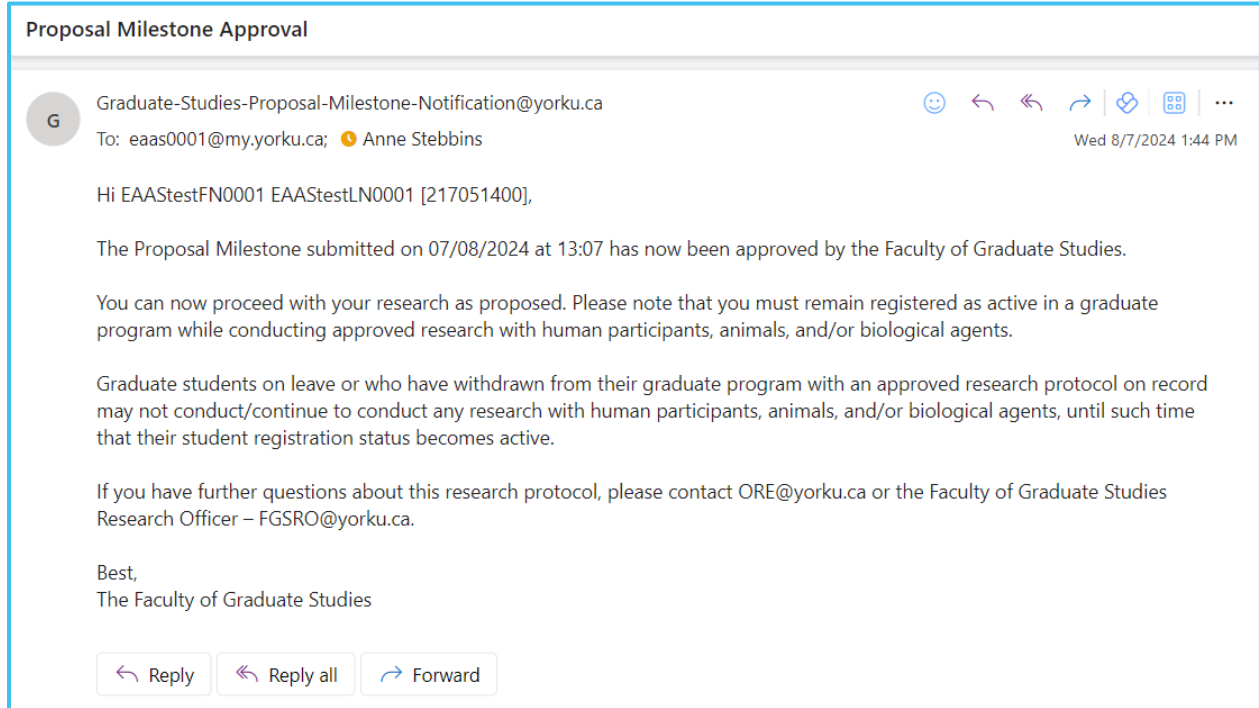 Proposal Milestone Approval
G
Graduate-Studies-Proposal-Milestone-Notification@yorku.ca
To: eaas0001@my.yorku.ca; Anne Stebbins
Wed 8/7/2024 1:44 PM
Hi EAAStestFN0001 EAAStestLN0001 [217051400],
The Proposal Milestone submitted on 07/08/2024 at 13:07 has now been approved by the Faculty of Graduate Studies.
You can now proceed with your research as proposed. Please note that you must remain registered as active in a graduate
program while conducting approved research with human participants, animals, and/or biological agents.
Graduate students on leave or who have withdrawn from their graduate program with an approved research protocol on record
may not conduct/continue to conduct any research with human participants, animals, and/or biological agents, until such time
that their student registration status becomes active.
If you have further questions about this research protocol, please contact ORE@yorku.ca or the Faculty of Graduate Studies
Research Officer – FGSRO@yorku.ca.
Best,
The Faculty of Graduate Studies
Reply
Reply all
Forward